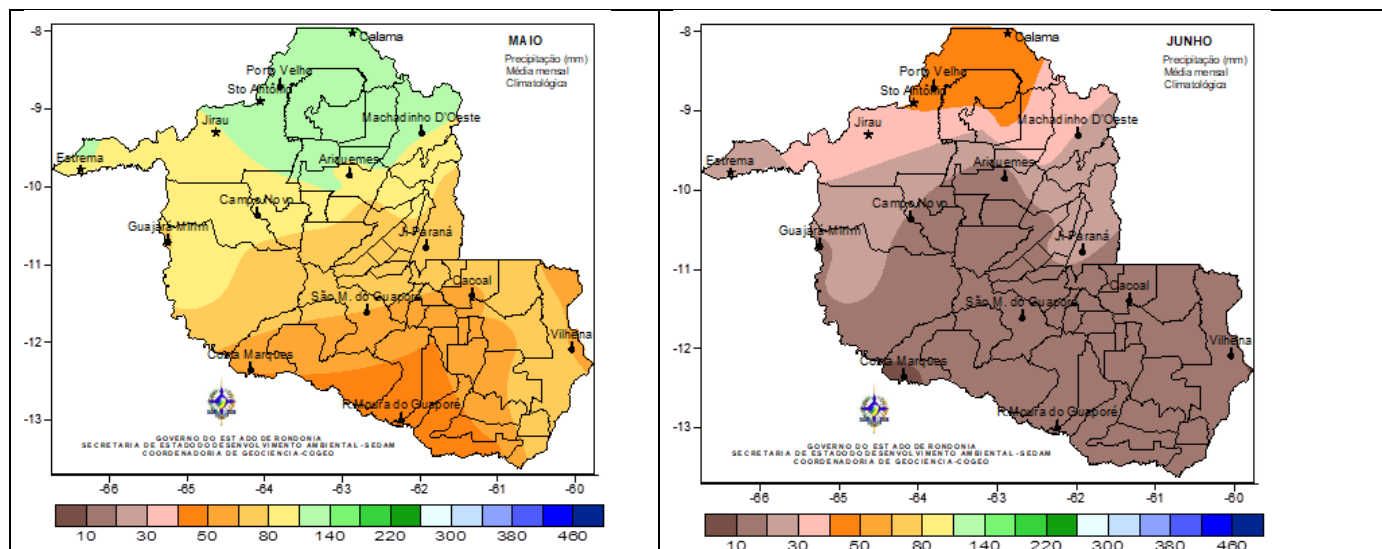 MAIO
Precipitação (mm)
Média mensal
Climatológica
-8
-9
-10
-11
-12
-13
Calama
Porto Velho
Sto Antônio
Jirau
Machadinho D'Oeste
Estrema
Ariquemes
Campo Novo
Guajará-Mirim
Ji Paraná
Cacoal
São M. do Guaporé
Vilhena
Costa Marques
R.Moura do Guaporé
GOVERNO DO ESTADO DE RONDONIA
SECRETARIA DE ESTADO DO DESENVOLVIMENTO AMBIENTAL -SEDAM
COORDENADORIA DE GEOCIENCIA-COGEO
-66 -65 -64 -63 -62 -61 -60
10 30 50 80 140 220 300 380 460
JUNHO
Precipitação (mm)
Média mensal
Climatológica
-8
-9
-10
-11
-12
-13
Calama
Porto Velho
Sto Antônio
Jirau
Machadinho D'Oeste
Estrema
Ariquemes
Campo Novo
Guajará-Mirim
Ji Paraná
Cacoal
São M. do Guaporé
Vilhena
Costa Marques
R.Moura do Guaporé
GOVERNO DO ESTADO DE RONDONIA
SECRETARIA DE ESTADO DO DESENVOLVIMENTO AMBIENTAL -SEDAM
COORDENADORIA DE GEOCIENCIA-COGEO
-66 -65 -64 -63 -62 -61 -60
10 30 50 80 140 220 300 380 460